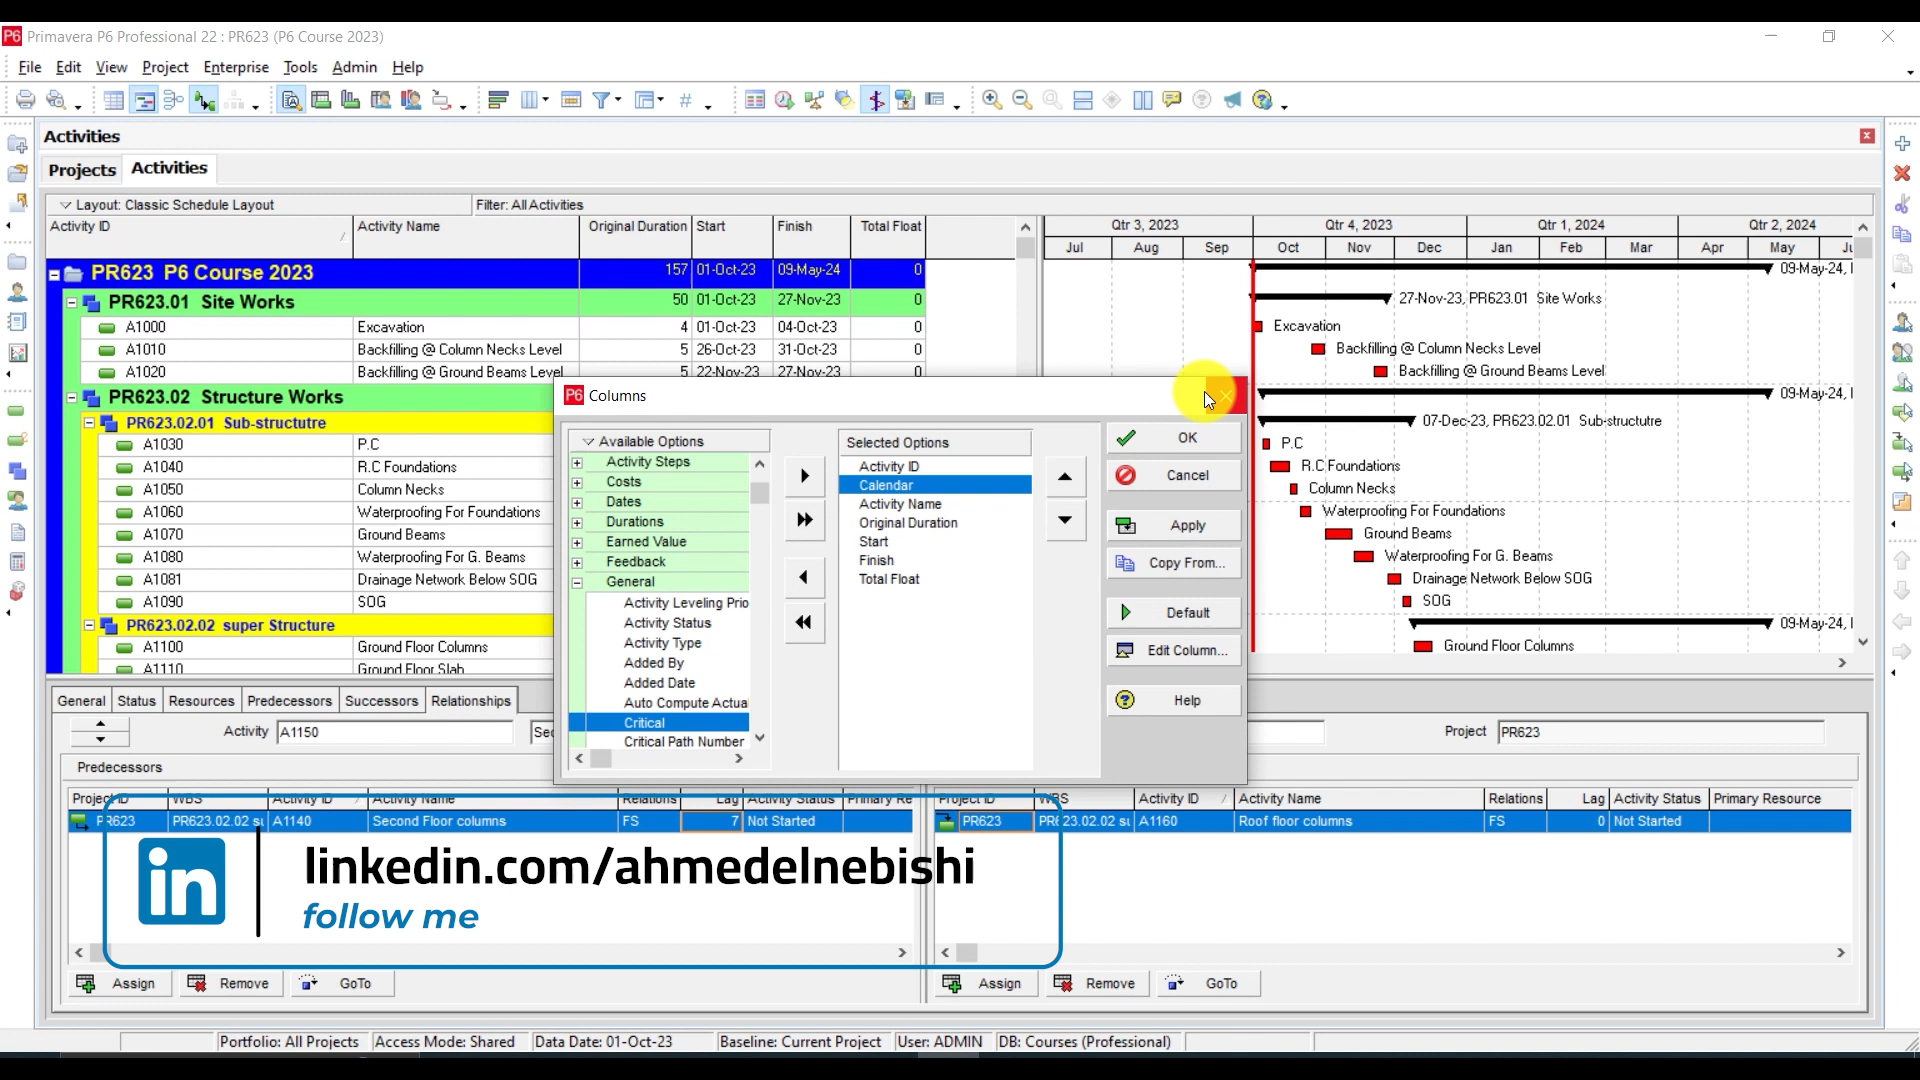 P6 Primavera P6 Professional 22 : PR623 (P6 Course 2023)
File Edit View Project Enterprise Tools Admin Help
Activities
Projects Activities
Layout: Classic Schedule Layout Filter: All Activities
Activity ID Activity Name Original Duration Start Finish Total Float
Qtr 3, 2023 Qtr 4, 2023 Qtr 1, 2024 Qtr 2, 2024
Jul Aug Sep Oct Nov Dec Jan Feb Mar Apr May
PR623 P6 Course 2023 157 01-Oct-23 09-May-24 0 09-May-24,
PR623.01 Site Works 50 01-Oct-23 27-Nov-23 0 27-Nov-23, PR623.01 Site Works
A1000 Excavation 4 01-Oct-23 04-Oct-23 0 Excavation
A1010 Backfilling @ Column Necks Level 5 26-Oct-23 31-Oct-23 0 Backfilling @ Column Necks Level
A1020 Backfilling @ Ground Beams Level 5 22-Nov-23 27-Nov-23 0 Backfilling @ Ground Beams Level
PR623.02 Structure Works 09-May-24,
PR623.02.01 Sub-structutre 07-Dec-23, PR623.02.01 Sub-structutre
A1030 P.C P.C
A1040 R.C Foundations R.C Foundations
A1050 Column Necks Column Necks
A1060 Waterproofing For Foundations Waterproofing For Foundations
A1070 Ground Beams Ground Beams
A1080 Waterproofing For G. Beams Waterproofing For G. Beams
A1081 Drainage Network Below SOG Drainage Network Below SOG
A1090 SOG SOG
PR623.02.02 super Structure 09-May-24,
A1100 Ground Floor Columns Ground Floor Columns
A1110 Ground Floor Slab
P6 Columns
Available Options
Activity Steps
Costs
Dates
Durations
Earned Value
Feedback
General
Activity Leveling Prio
Activity Status
Activity Type
Added By
Added Date
Auto Compute Actua
Critical
Critical Path Number
Selected Options
Activity ID
Calendar
Activity Name
Original Duration
Start
Finish
Total Float
OK
Cancel
Apply
Copy From...
Default
Edit Column...
Help
General Status Resources Predecessors Successors Relationships
Activity A1150 Sec Project PR623
Predecessors
Project ID WBS Activity ID Activity Name Relations Lag Activity Status Primary Re
PR623 PR623.02.02 su A1140 Second Floor columns FS 7 Not Started
Project ID WBS Activity ID Activity Name Relations Lag Activity Status Primary Resource
PR623 PR623.02.02 su A1160 Roof floor columns FS 0 Not Started
in linkedin.com/ahmedelnebishi
follow me
Assign Remove GoTo Assign Remove GoTo
Portfolio: All Projects Access Mode: Shared Data Date: 01-Oct-23 Baseline: Current Project User: ADMIN DB: Courses (Professional)